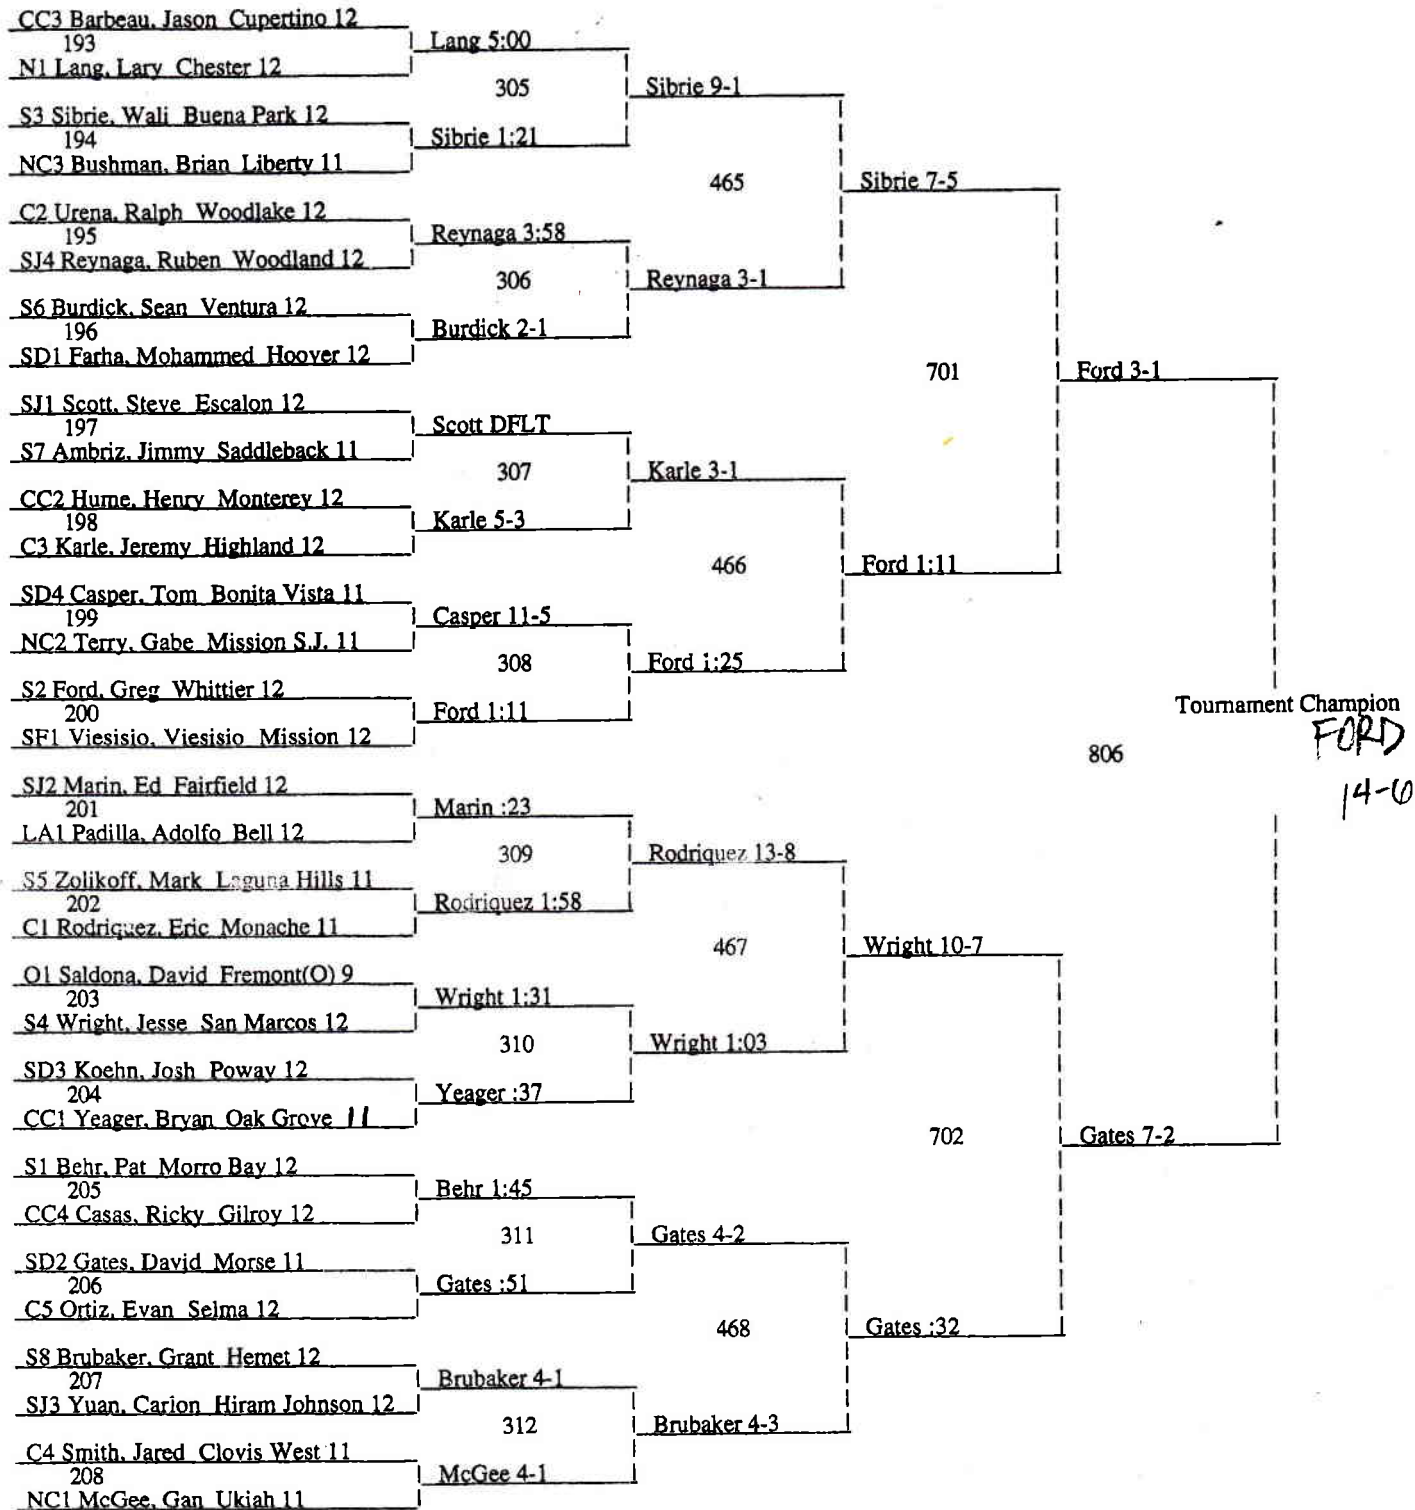 CC3 Barbeau, Jason Cupertino 12
193
N1 Lang, Lary Chester 12
Lang 5:00
305
S3 Sibrie, Wali Buena Park 12
194
NC3 Bushman, Brian Liberty 11
Sibrie 1:21
Sibrie 9-1
465
C2 Urena, Ralph Woodlake 12
195
SJ4 Reynaga, Ruben Woodland 12
Reynaga 3:58
306
S6 Burdick, Sean Ventura 12
196
SD1 Farha, Mohammed Hoover 12
Burdick 2-1
Reynaga 3-1
Sibrie 7-5
701
SJ1 Scott, Steve Escalon 12
197
S7 Ambriz, Jimmy Saddleback 11
Scott DFLT
307
CC2 Hume, Henry Monterey 12
198
C3 Karle, Jeremy Highland 12
Karle 5-3
Karle 3-1
466
SD4 Casper, Tom Bonita Vista 11
199
NC2 Terry, Gabe Mission S.J. 11
Casper 11-5
308
S2 Ford, Greg Whittier 12
200
SF1 Viesisio, Viesisio Mission 12
Ford 1:11
Ford 1:25
Ford 1:11
Ford 3-1
Tournament Champion
FORD
14-6
806
SJ2 Marin, Ed Fairfield 12
201
LA1 Padilla, Adolfo Bell 12
Marin :23
309
S5 Zolikoff, Mark Laguna Hills 11
202
C1 Rodriquez, Eric Monache 11
Rodriquez 1:58
Rodriquez 13-8
467
O1 Saldona, David Fremont(O) 9
203
S4 Wright, Jesse San Marcos 12
Wright 1:31
310
SD3 Koehn, Josh Poway 12
204
CC1 Yeager, Bryan Oak Grove 11
Yeager :37
Wright 1:03
Wright 10-7
702
S1 Behr, Pat Morro Bay 12
205
CC4 Casas, Ricky Gilroy 12
Behr 1:45
311
SD2 Gates, David Morse 11
206
C5 Ortiz, Evan Selma 12
Gates :51
Gates 4-2
468
S8 Brubaker, Grant Hemet 12
207
SJ3 Yuan, Carlon Hiram Johnson 12
Brubaker 4-1
312
C4 Smith, Jared Clovis West 11
208
NC1 McGee, Gan Ukiah 11
McGee 4-1
Brubaker 4-3
Gates :32
Gates 7-2